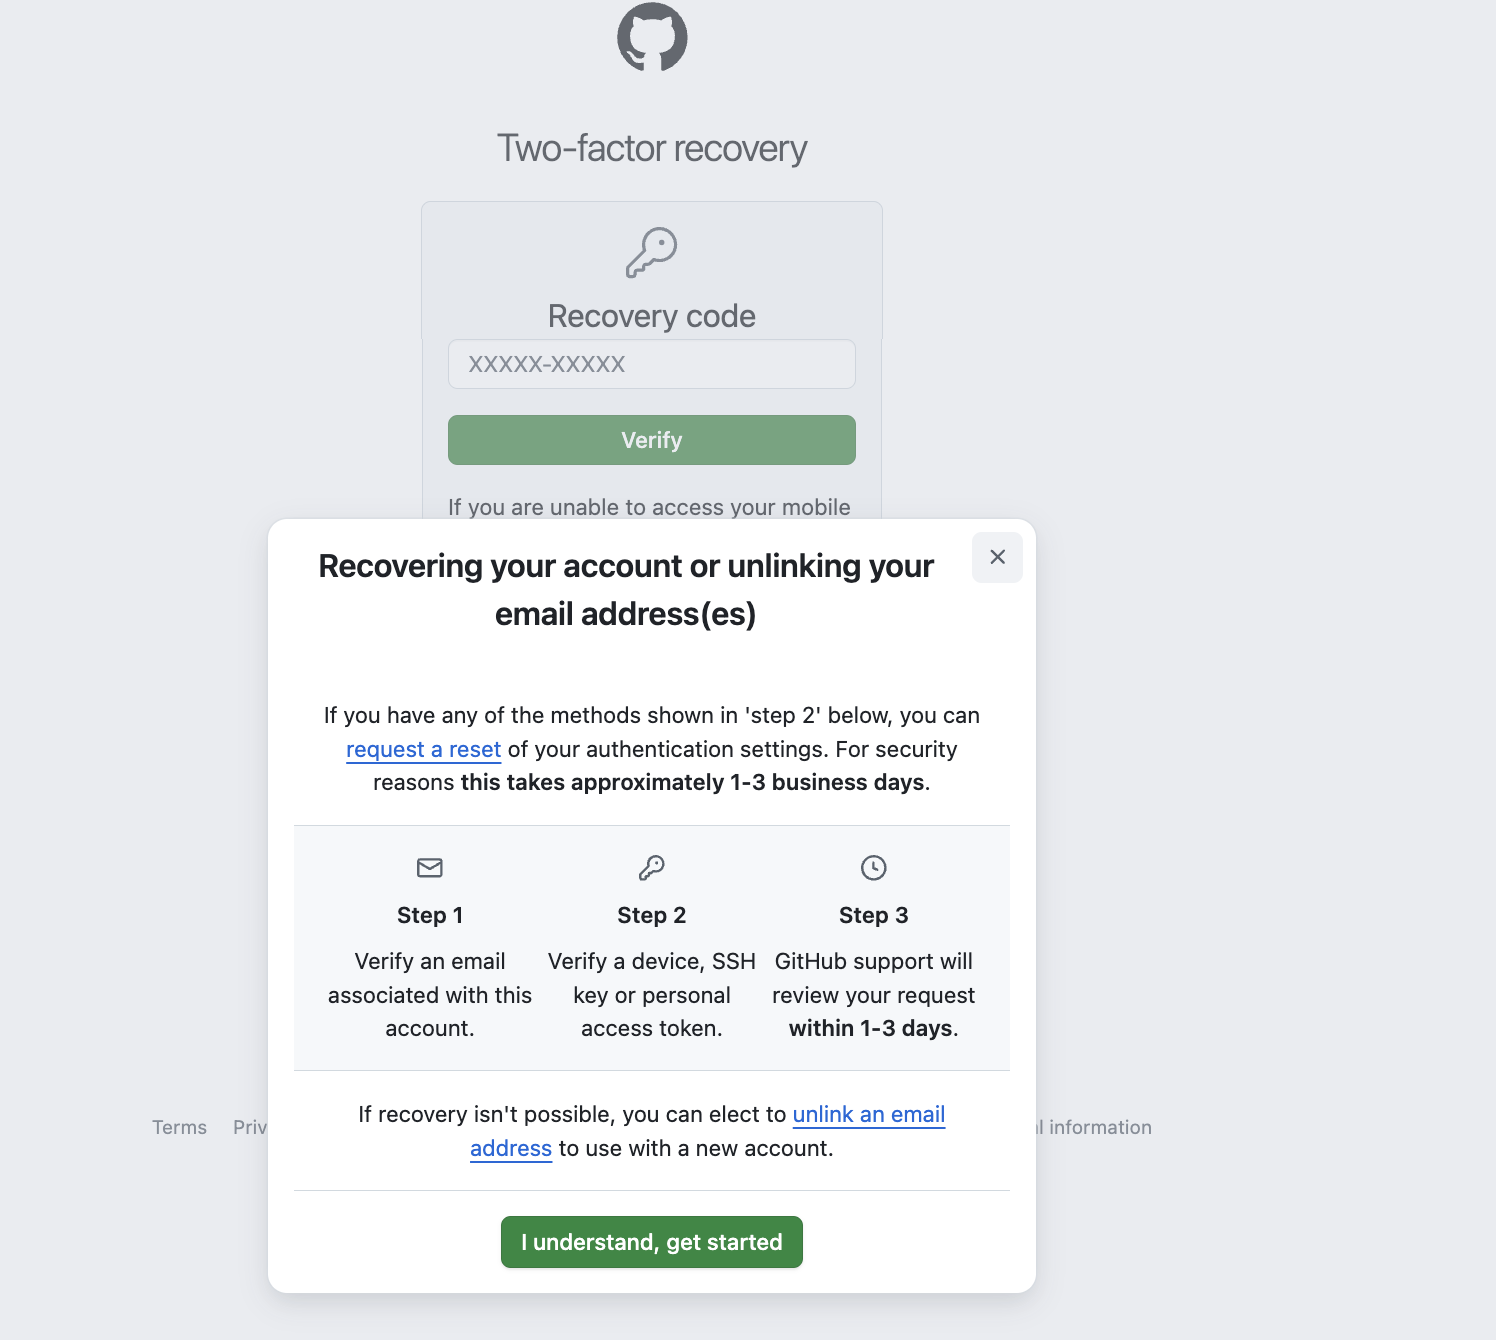 Two-factor recovery
Recovery code
XXXXX-XXXXX
Verify
If you are unable to access your mobile
Recovering your account or unlinking your
email address(es)
If you have any of the methods shown in 'step 2' below, you can
request a reset of your authentication settings. For security
reasons this takes approximately 1-3 business days.
Step 1
Verify an email
associated with this
account.
Step 2
Verify a device, SSH
key or personal
access token.
Step 3
GitHub support will
review your request
within 1-3 days.
If recovery isn't possible, you can elect to unlink an email
address to use with a new account.
I understand, get started
Terms Priv
information